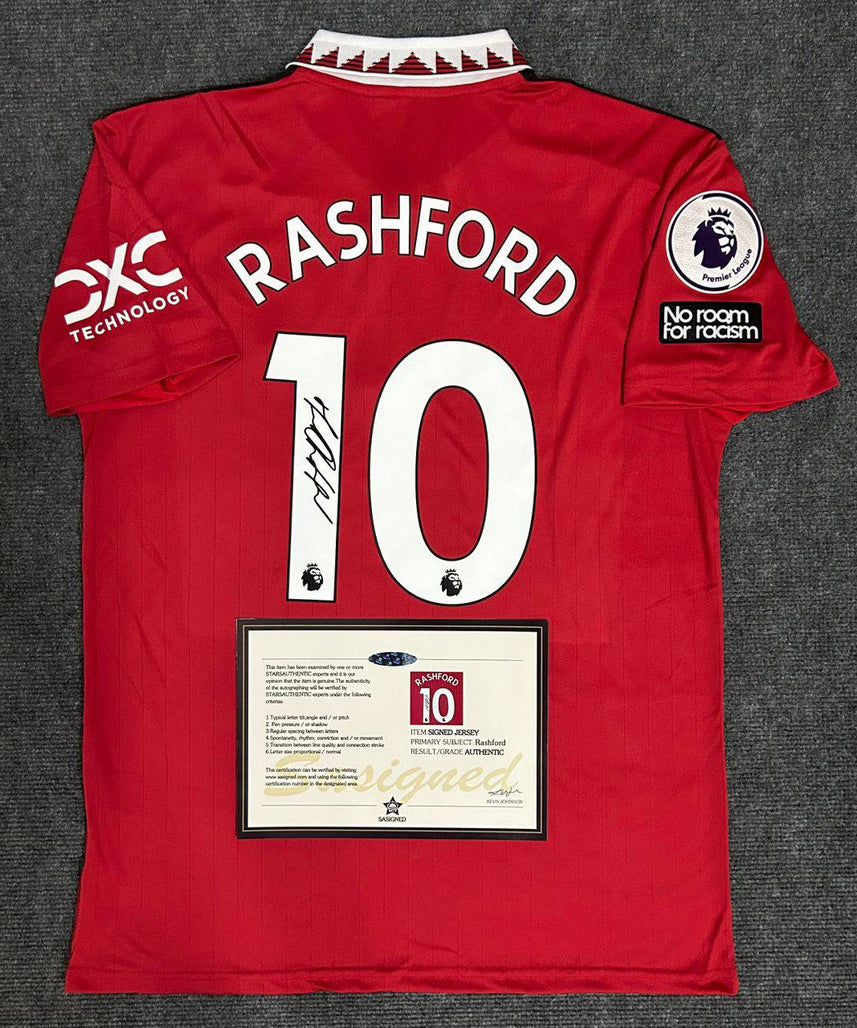 RASHFORD
Premier League
DXC
TECHNOLOGY
No room
for racism
10
This item has been examined by one or more
STARSAUTHENTIC experts and it is our
opinion that the item is genuine. The authenticity
of the autographing will be verified by
STARSAUTHENTIC experts under the following
criterias:
1.Typical letter tilt,angle and / or pitch
2. Pen pressure / or shadow
3.Regular spacing between letters
4.Spontaneity, rhythm, conviction and / or movement
5.Transition between line quality and connection stroke
6.Letter size proportional / normal
This certification can be verified by visiting
www.sasigned.com and using the following
certification number in the designated area.
RASHFORD
10
ITEM SIGNED JERSEY
PRIMARY SUBJECT: Rashford
RESULT/GRADE AUTHENTIC
Sasigned
KEVN JOHNSON
SASIGNED